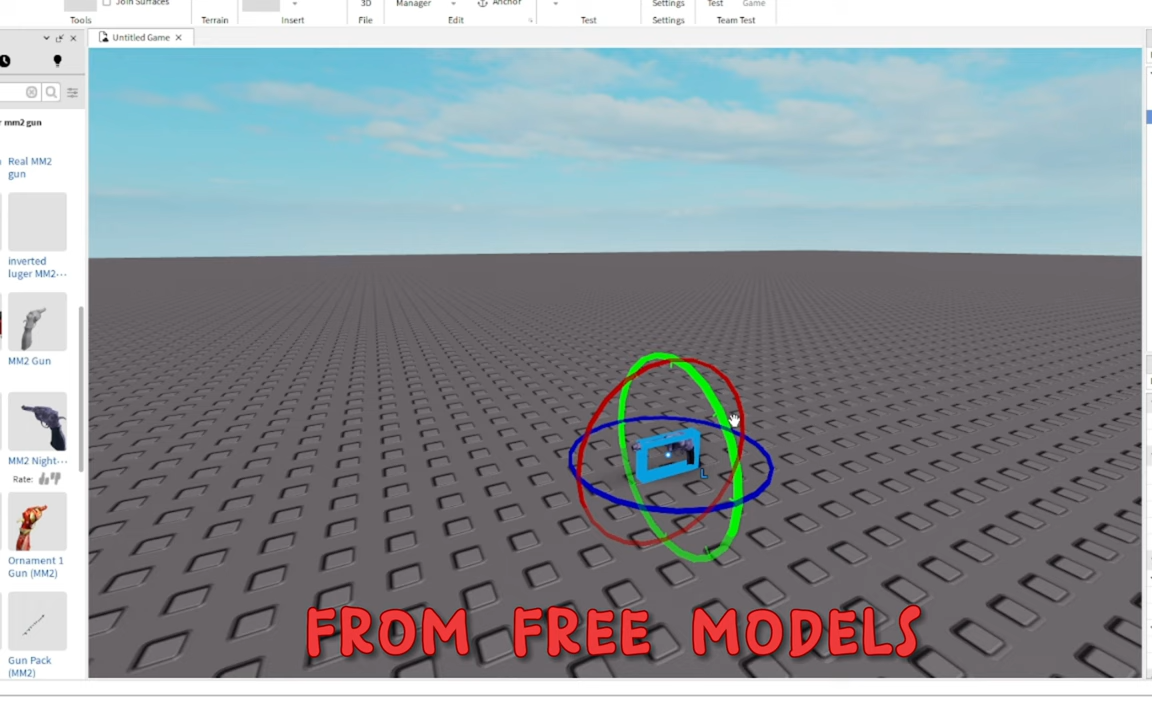 Join Surfaces
3D
Manager
Anchor
Settings
Test
Game
Tools
Terrain
Insert
File
Edit
Test
Settings
Team Test
Untitled Game
r mm2 gun
Real MM2
gun
inverted
luger MM2···
MM2 Gun
MM2 Night···
Rate:
Ornament 1
Gun (MM2)
Gun Pack
(MM2)
L
FROM FREE MODELS